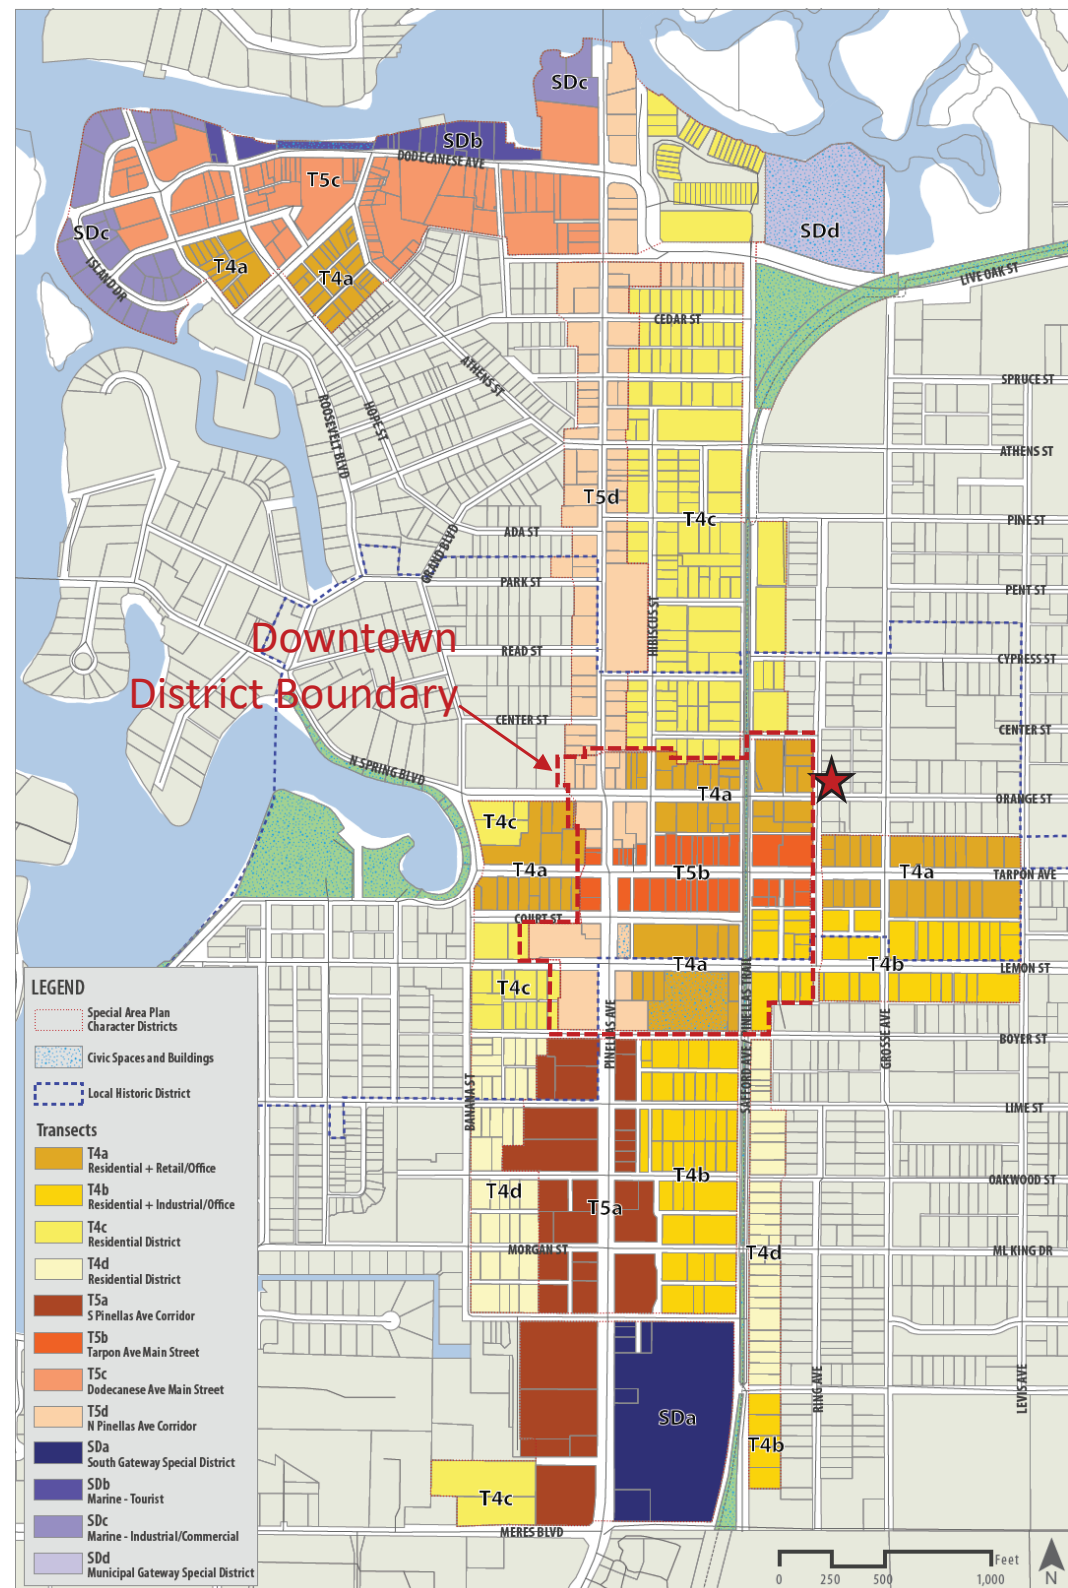 SDc
SDb
DODECANESE AVE
T5c
SDc
SDd
T4a
T4a
ISLAND DR
LIVE OAK ST
CEDAR ST
ATHENS ST
SPRUCE ST
ROOSEVELT BLVD
HOPE ST
ATHENS ST
T5d
T4c
PINE ST
ADA ST
GRAND BLVD
PARK ST
PENT ST
HIBISCUS ST
Downtown
District Boundary
READ ST
CYPRESS ST
CENTER ST
CENTER ST
N SPRING BLVD
T4a
ORANGE ST
T4c
T4a
T5b
T4a
TARPON AVE
COURT ST
T4a
T4b
LEMON ST
T4c
PINELLAS AVE
SAFFORD AVE / PINELLAS TRAIL
GROSSE AVE
BOYER ST
BANANA ST
LIME ST
T4b
OAKWOOD ST
T4d
T5a
MORGAN ST
T4d
ML KING DR
RING AVE
LEVIS AVE
SDa
T4b
T4c
MERES BLVD
LEGEND
Special Area Plan
Character Districts
Civic Spaces and Buildings
Local Historic District
Transects
T4a
Residential + Retail/Office
T4b
Residential + Industrial/Office
T4c
Residential District
T4d
Residential District
T5a
S Pinellas Ave Corridor
T5b
Tarpon Ave Main Street
T5c
Dodecanese Ave Main Street
T5d
N Pinellas Ave Corridor
SDa
South Gateway Special District
SDb
Marine - Tourist
SDc
Marine - Industrial/Commercial
SDd
Municipal Gateway Special District
Feet
0 250 500 1,000
N